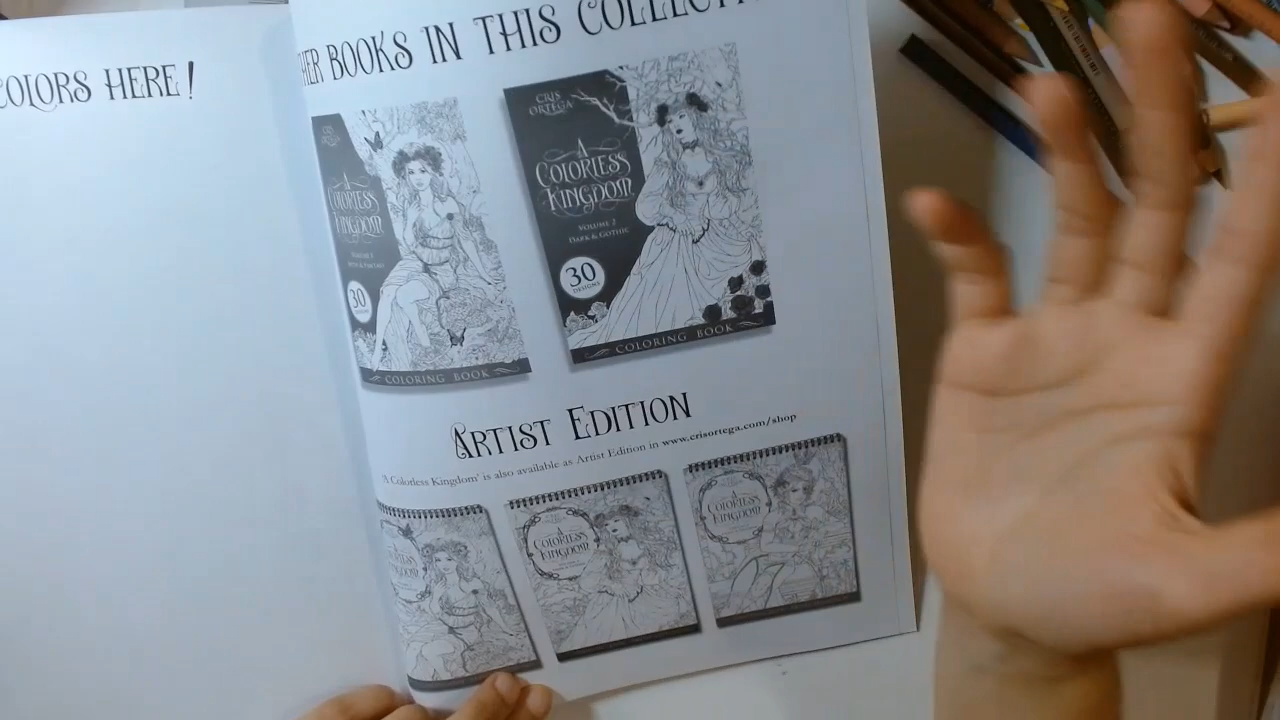 COLORS HERE!
HER BOOKS IN THIS COLLECT
CRIS
ORTEGA
A
COLORLESS
KINGDOM
30
COLORING BOOK
CRIS
ORTEGA
A
COLORLESS
KINGDOM
VOLUME 2
DARK & GOTHIC
30
DESIGNS
COLORING BOOK
ARTIST EDITION
'A Colorless Kingdom' is also available as Artist Edition in www.crisortega.com/shop
A
COLORLESS
KINGDOM
A
COLORLESS
KINGDOM
A
COLORLESS
KINGDOM